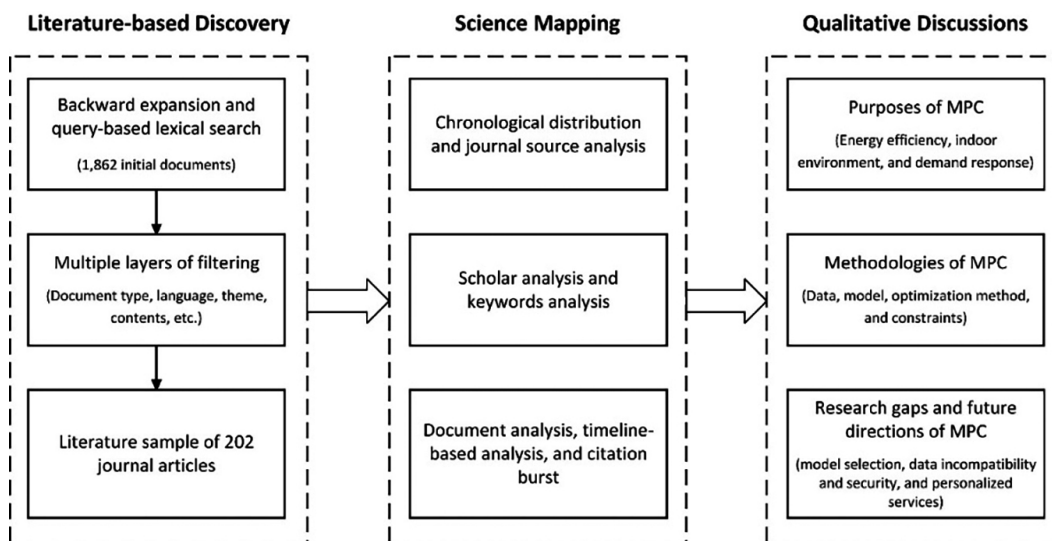 Literature-based Discovery
Backward expansion and
query-based lexical search
(1,862 initial documents)
Multiple layers of filtering
(Document type, language, theme,
contents, etc.)
Literature sample of 202
journal articles
Science Mapping
Chronological distribution
and journal source analysis
Scholar analysis and
keywords analysis
Document analysis, timeline-
based analysis, and citation
burst
Qualitative Discussions
Purposes of MPC
(Energy efficiency, indoor
environment, and demand response)
Methodologies of MPC
(Data, model, optimization method,
and constraints)
Research gaps and future
directions of MPC
(model selection, data incompatibility
and security, and personalized
services)